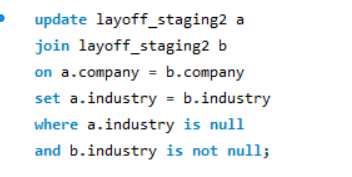 update layoff_staging2 a
join layoff_staging2 b
on a.company = b.company
set a.industry = b.industry
where a.industry is null
and b.industry is not null;